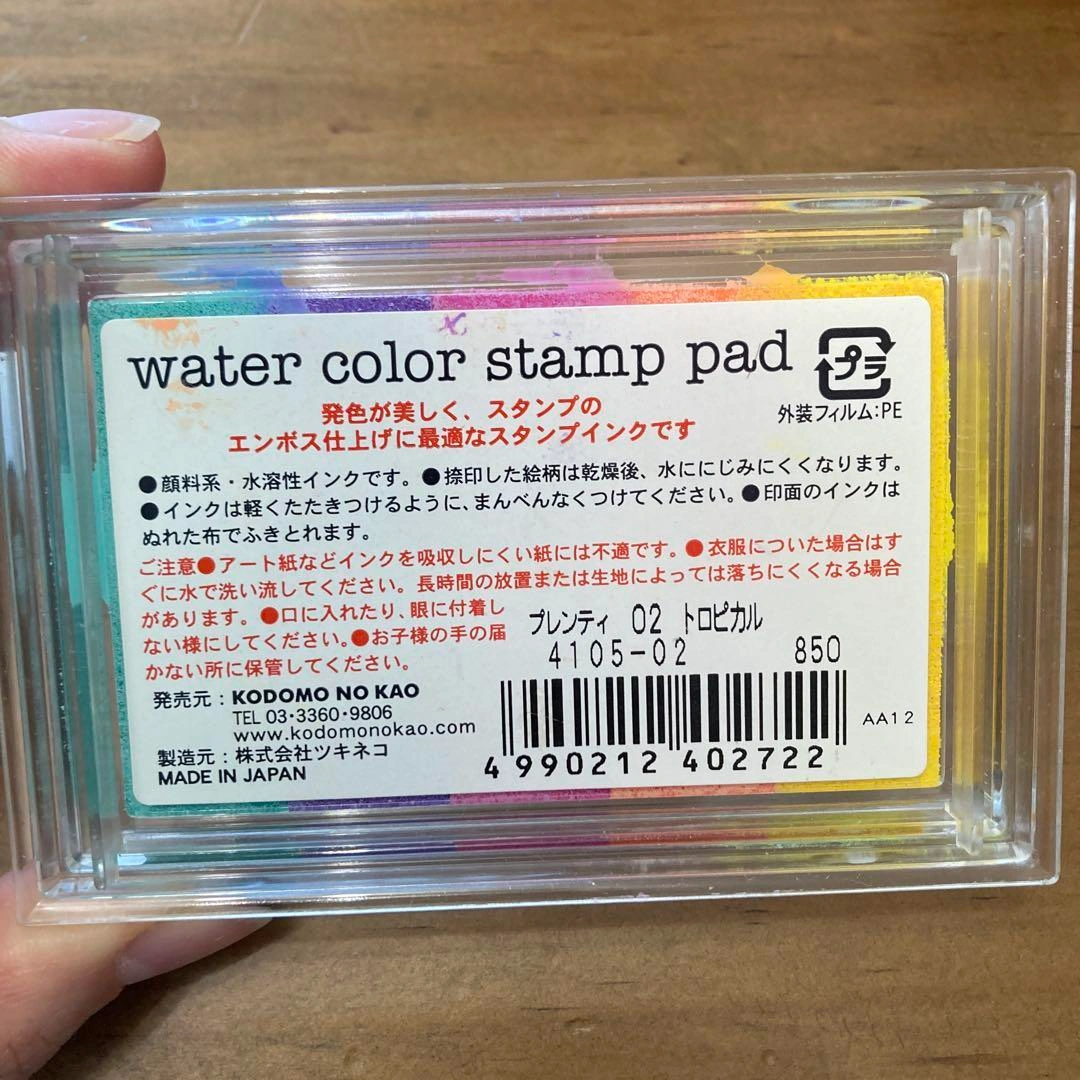 water color stamp pad
プラ
外装フィルム:PE
発色が美しく、スタンプの
エンボス仕上げに最適なスタンプインクです
●顔料系・水溶性インクです。●捺印した絵柄は乾燥後、水ににじみにくくなります。
●インクは軽くたたきつけるように、まんべんなくつけてください。●印面のインクは
ぬれた布でふきとれます。
ご注意●アート紙などインクを吸収しにくい紙には不適です。●衣服についた場合はす
ぐに水で洗い流してください。長時間の放置または生地によっては落ちにくくなる場合
があります。●口に入れたり、眼に付着し
ない様にしてください。●お子様の手の届
かない所に保管してください。
プレンティ 02 トロピカル
4105-02 850
発売元:KODOMO NO KAO
TEL 03・3360・9806
www.kodomonokao.com
製造元:株式会社ツキネコ
MADE IN JAPAN
AA12
4 990212 402722